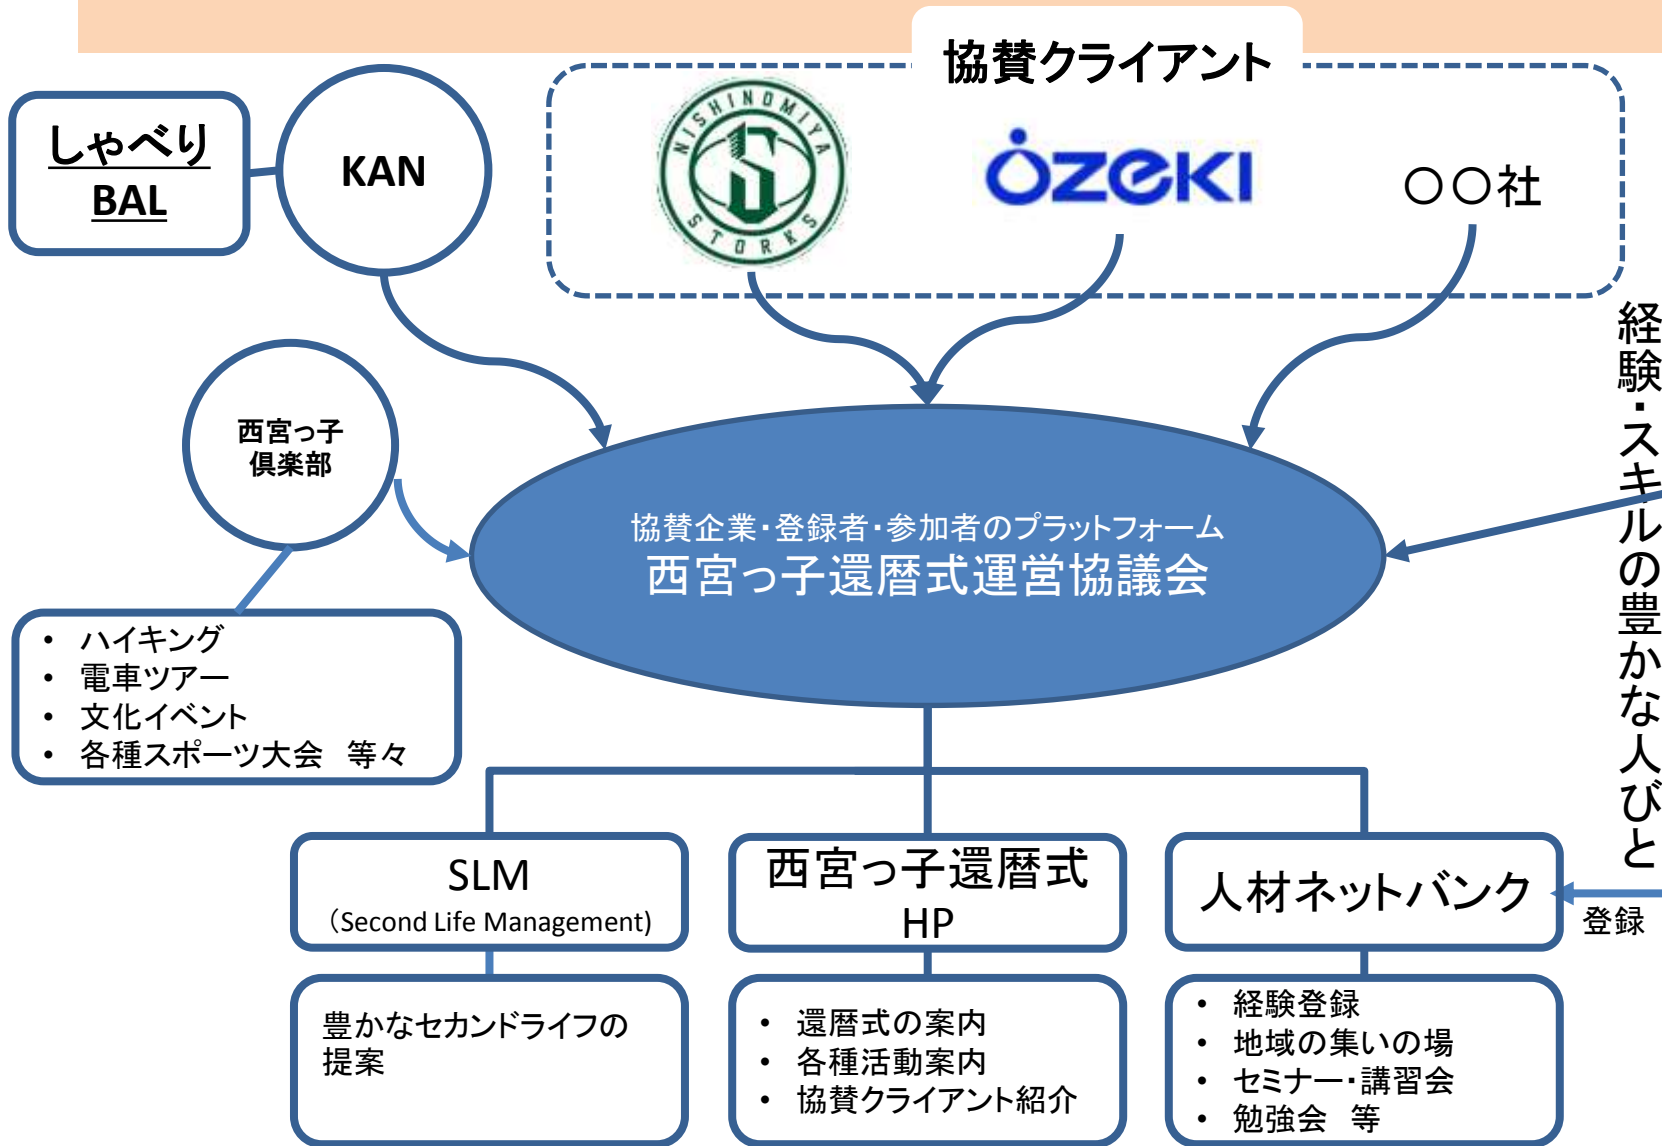 協賛クライアント
しゃべり
BAL
KAN
NISHINOMIYA
S
STORKS
OZEKI
〇〇社
西宮っ子
倶楽部
協賛企業・登録者・参加者のプラットフォーム
西宮っ子還暦式運営協議会
経験・スキルの豊かな人びと
・ ハイキング
・ 電車ツアー
・ 文化イベント
・ 各種スポーツ大会　等々
SLM
（Second Life Management)
西宮っ子還暦式
HP
人材ネットバンク
登録
豊かなセカンドライフの
提案
・ 還暦式の案内
・ 各種活動案内
・ 協賛クライアント紹介
・ 経験登録
・ 地域の集いの場
・ セミナー・講習会
・ 勉強会　等